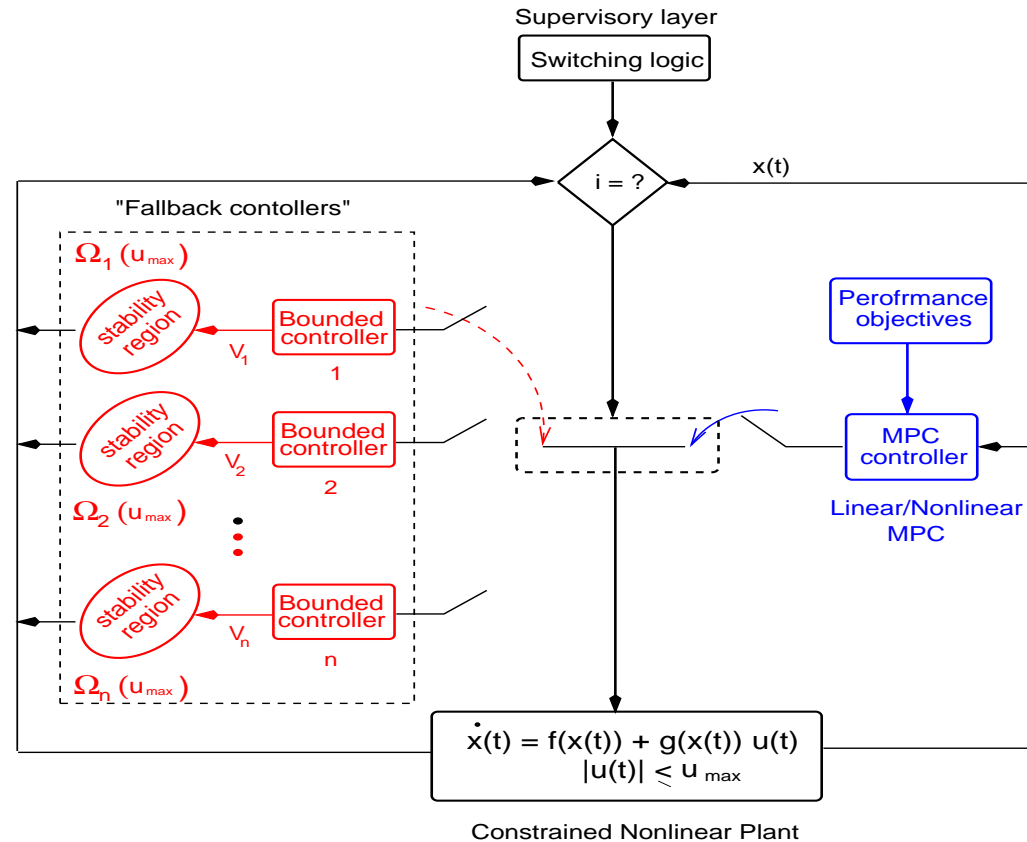 Supervisory layer
Switching logic
i = ?
x(t)
"Fallback contollers"
Ω1 (umax)
stability
region
V1
Bounded
controller
1
stability
region
V2
Bounded
controller
2
Ω2 (umax)
stability
region
Vn
Bounded
controller
n
Ωn (umax)
Perofrmance
objectives
MPC
controller
Linear/Nonlinear
MPC
ẋ(t) = f(x(t)) + g(x(t)) u(t)
|u(t)| ≤ umax
Constrained Nonlinear Plant